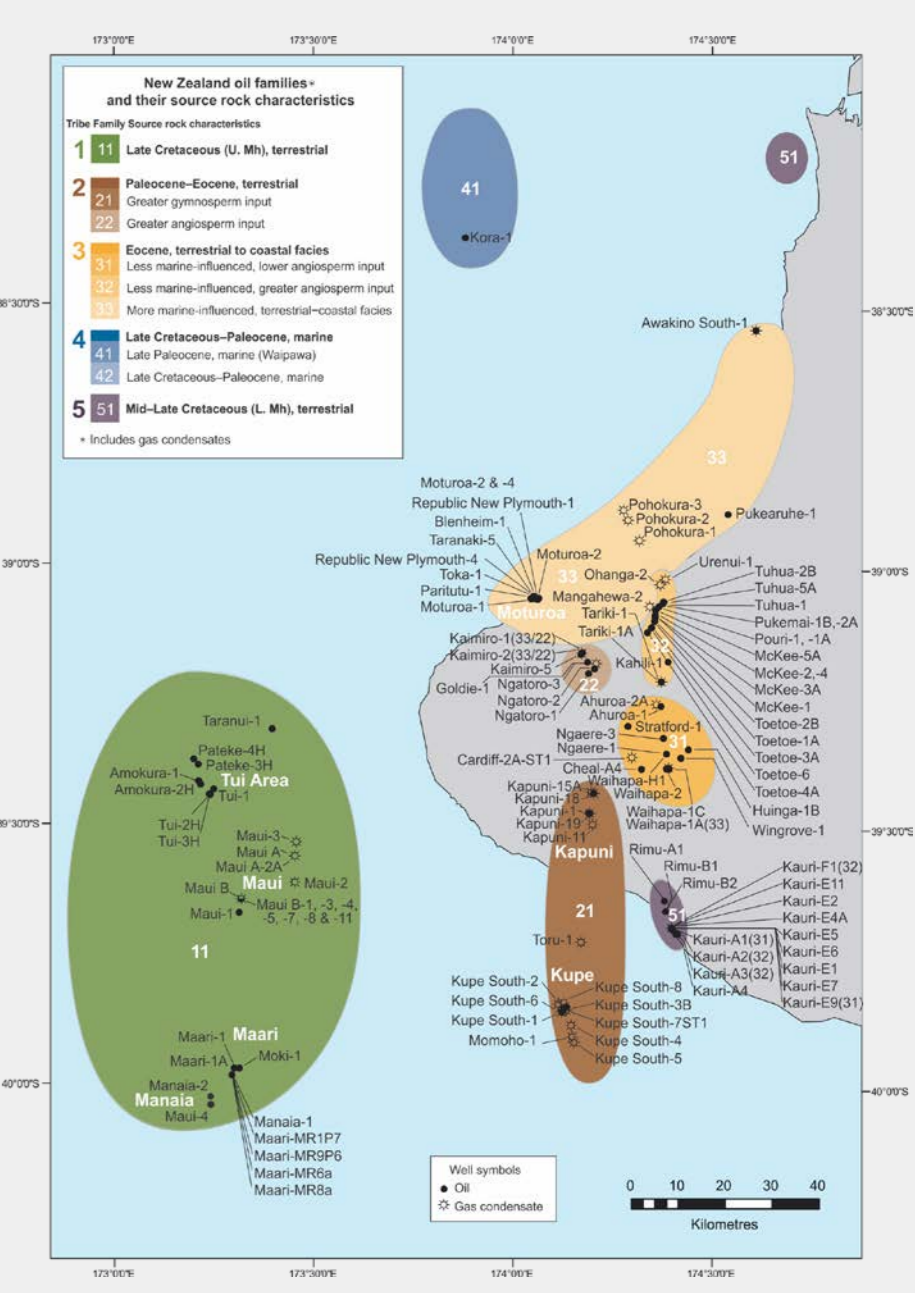 173°0'0"E
173°30'0"E
174°0'0"E
174°30'0"E
New Zealand oil families*
and their source rock characteristics
Tribe Family Source rock characteristics
1 11 Late Cretaceous (U. Mh), terrestrial
2 Paleocene–Eocene, terrestrial
21 Greater gymnosperm input
22 Greater angiosperm input
3 Eocene, terrestrial to coastal facies
31 Less marine-influenced, lower angiosperm input
32 Less marine-influenced, greater angiosperm input
33 More marine-influenced, terrestrial–coastal facies
4 Late Cretaceous–Paleocene, marine
41 Late Paleocene, marine (Waipawa)
42 Late Cretaceous–Paleocene, marine
5 51 Mid–Late Cretaceous (L. Mh), terrestrial
* Includes gas condensates
41
Kora-1
51
38°30'0"S
Awakino South-1
33
Moturoa-2 & -4
Republic New Plymouth-1
Blenheim-1
Taranaki-5
Republic New Plymouth-4
Toka-1
Paritutu-1
Moturoa-1
Moturoa-2
Pohokura-3
Pohokura-2
Pohokura-1
Pukearuhe-1
39°0'0"S
39°0'0"S
33
Moturoa
Ohanga-2
Urenui-1
Mangahewa-2
Tariki-1
Tariki-1A
Tuhua-2B
Tuhua-5A
Tuhua-1
Pukemai-1B,-2A
Pouri-1, -1A
McKee-5A
McKee-2,-4
McKee-3A
McKee-1
Toetoe-2B
Toetoe-1A
Toetoe-3A
Toetoe-6
Toetoe-4A
Huinga-1B
Wingrove-1
32
Kahili-1
Kaimiro-1(33/22)
Kaimiro-2(33/22)
Kaimiro-5
Goldie-1
Ngatoro-3
Ngatoro-2
Ngatoro-1
22
Ahuroa-2A
Ahuroa-1
Stratford-1
Ngaere-3
Ngaere-1
31
Cardiff-2A-ST1
Cheal-A4
Waihapa-H1
Waihapa-2
Waihapa-1C
Waihapa-1A(33)
Kapuni-15A
Kapuni-18
Kapuni-1
Kapuni-19
Kapuni-11
Kapuni
21
Toru-1
Kupe
Kupe South-2
Kupe South-6
Kupe South-1
Momoho-1
Kupe South-8
Kupe South-3B
Kupe South-7ST1
Kupe South-4
Kupe South-5
39°30'0"S
39°30'0"S
Rimu-A1
Rimu-B1
Rimu-B2
51
Kauri-F1(32)
Kauri-E11
Kauri-E2
Kauri-E4A
Kauri-E5
Kauri-E6
Kauri-E1
Kauri-E7
Kauri-E9(31)
Kauri-A1(31)
Kauri-A2(32)
Kauri-A3(32)
Kauri-A4
Taranui-1
Pateke-4H
Pateke-3H
Amokura-1
Amokura-2H
Tui Area
Tui-1
Tui-2H
Tui-3H
Maui-3
Maui A
Maui A-2A
Maui
Maui-2
Maui B
Maui B-1, -3, -4,
-5, -7, -8 & -11
Maui-1
11
Maari-1
Maari
Maari-1A
Moki-1
Manaia-2
Manaia
Maui-4
Manaia-1
Maari-MR1P7
Maari-MR9P6
Maari-MR6a
Maari-MR8a
40°0'0"S
40°0'0"S
Well symbols
Oil
Gas condensate
0 10 20 30 40
Kilometres
173°0'0"E
173°30'0"E
174°0'0"E
174°30'0"E